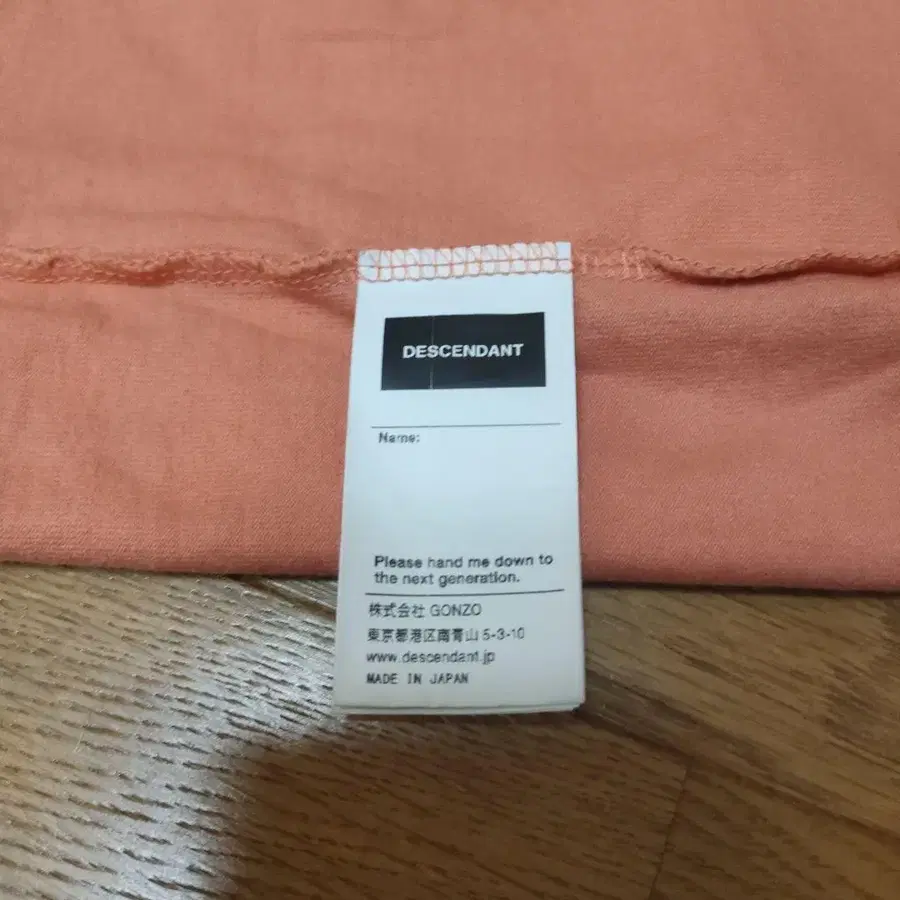 DESCENDANT
Name:
Please hand me down to
the next generation.
株式会社 GONZO
東京都港区南青山 5-3-10
www.descendant.jp
MADE IN JAPAN